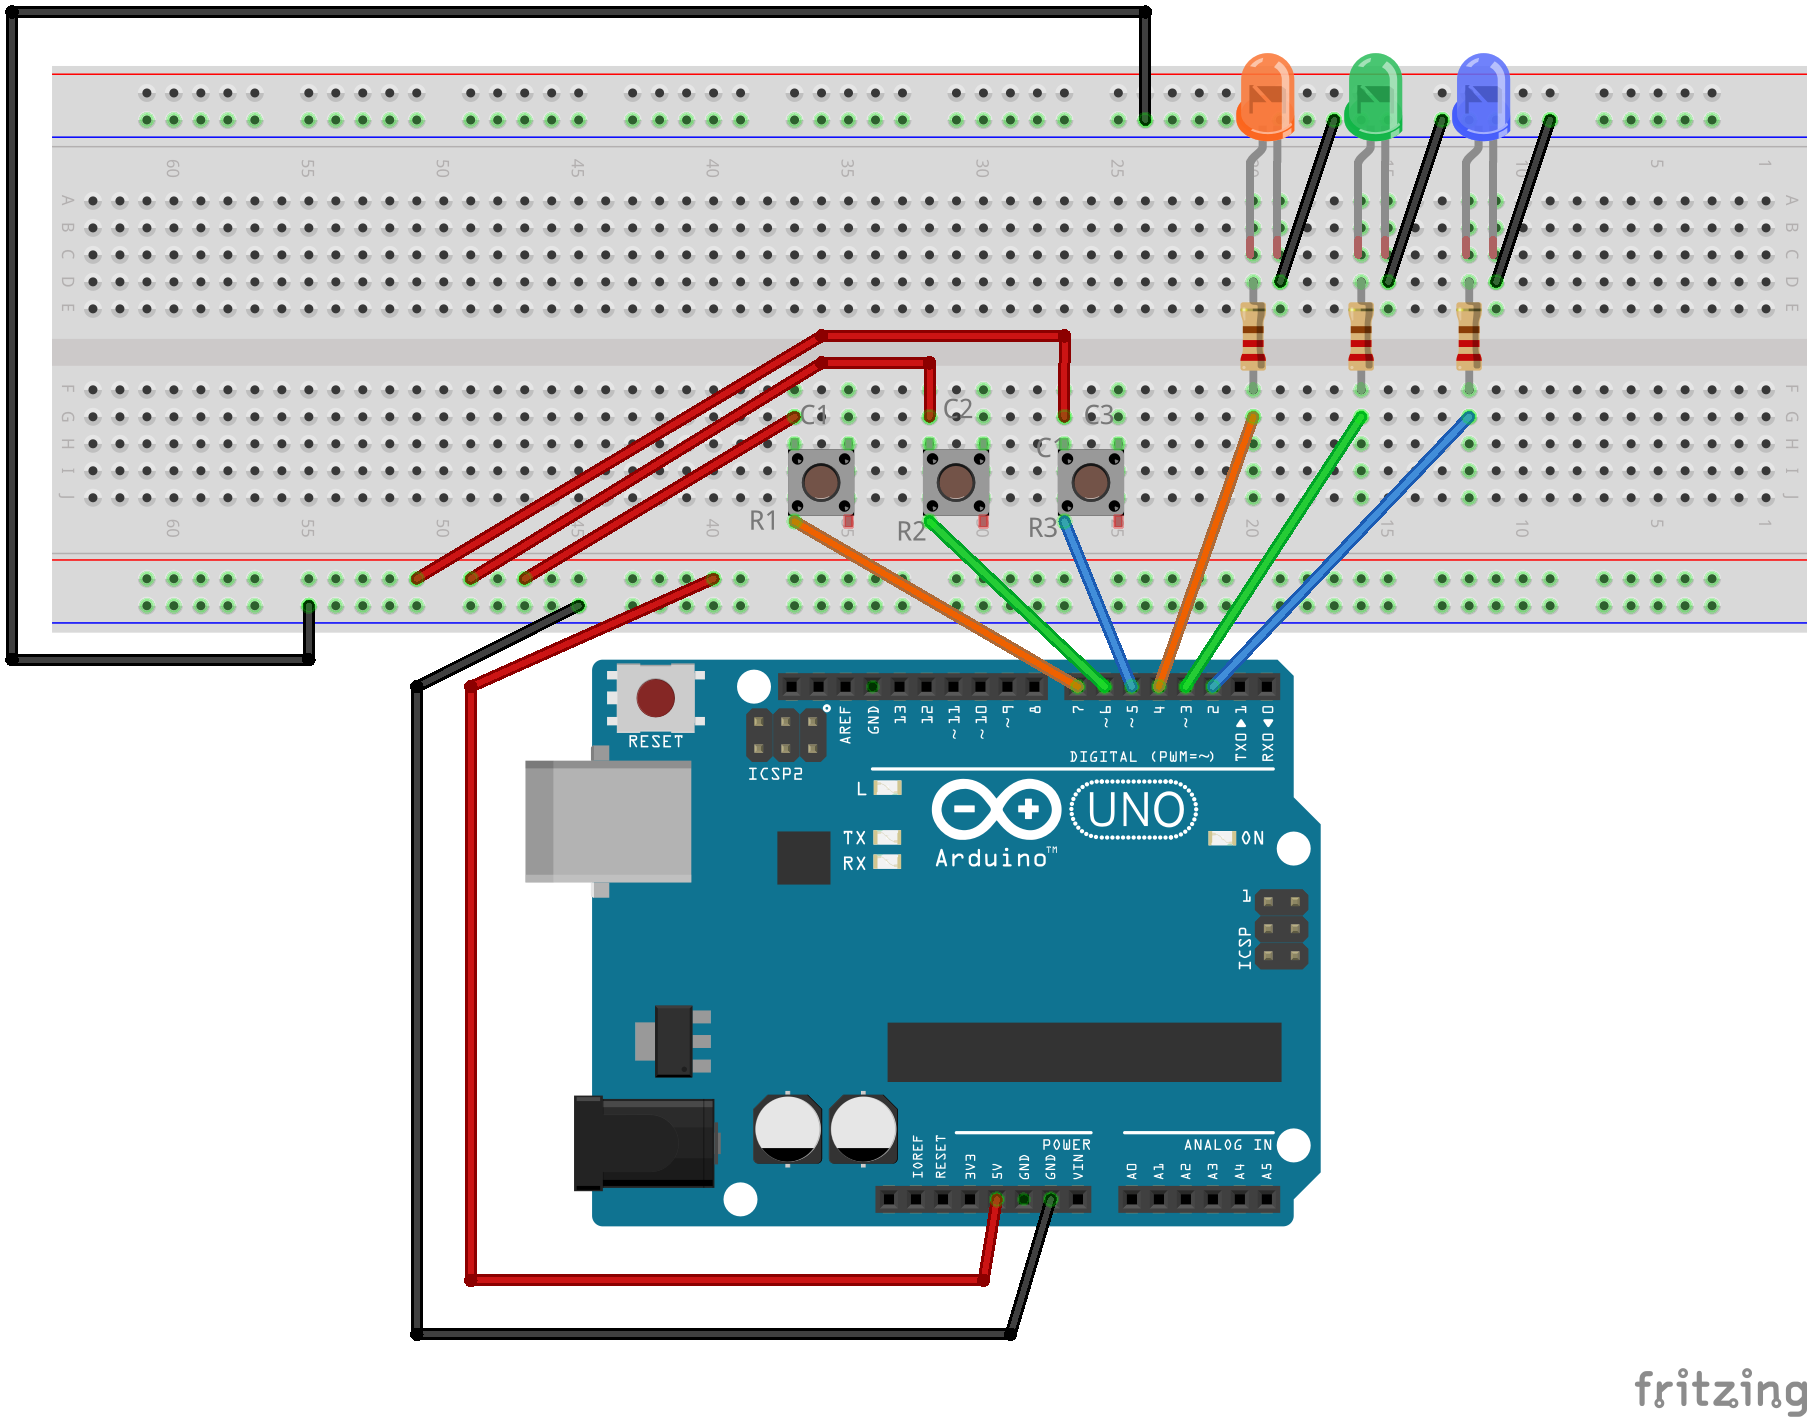 60 55 50 45 40 35 30 25 20 15 10 5 1
A A
B B
C C
D D
E E
F F
G G
H H
I I
J J
C1 C2 C3
C1
R1 R2 R3
60 55 50 45 40 35 30 25 20 15 10 5 1
RESET
ICSP2
AREF GND 13 12 ~11 ~10 ~9 8 7 ~6 ~5 4 ~3 2 TX0▶1 RX0◀0
DIGITAL (PWM=~)
L
TX
RX
UNO
Arduino™
ON
1
ICSP
POWER
ANALOG IN
IOREF RESET 3V3 5V GND GND VIN A0 A1 A2 A3 A4 A5
fritzing